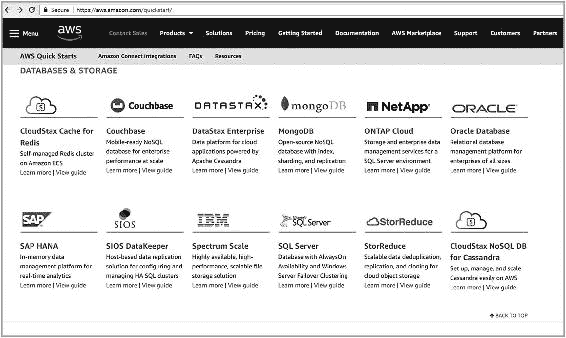 Secure https://aws.amazon.com/quickstart/
Menu aws Contact Sales Products Solutions Pricing Getting Started Documentation AWS Marketplace Support Customers Partners
AWS Quick Starts Amazon Connect integrations FAQs Resources
DATABASES & STORAGE
Couchbase DATASTAX mongoDB NetApp ORACLE
CloudStax Cache for Couchbase DataStax Enterprise MongoDB ONTAP Cloud Oracle Database
Redis Mobile-ready NoSQL Data platform for cloud Open-source NoSQL Storage and enterprise Relational database
Self-managed Redis cluster database for enterprise applications powered by database with index, data management services for a management platform for
on Amazon ECS performance at scale Apache Cassandra sharding, and replication SQL Server environment enterprises of all sizes
Learn more | View guide Learn more | View guide Learn more | View guide Learn more | View guide Learn more | View guide Learn more | View guide
SAP SIOS IBM SQL Server StorReduce
SAP HANA SIOS DataKeeper Spectrum Scale SQL Server StorReduce CloudStax NoSQL DB
In-memory data Host-based data replication Highly available, high- Database with AlwaysOn Scalable data deduplication, for Cassandra
management platform for solution for configuring and performance, scalable file Availability and Windows replication, and cloning for Set up, manage, and scale
real-time analytics managing HA SQL clusters storage solution Server Failover Clustering cloud object storage Cassandra easily on AWS
Learn more | View guide Learn more | View guide Learn more | View guide Learn more | View guide Learn more | View guide Learn more | View guide
BACK TO TOP